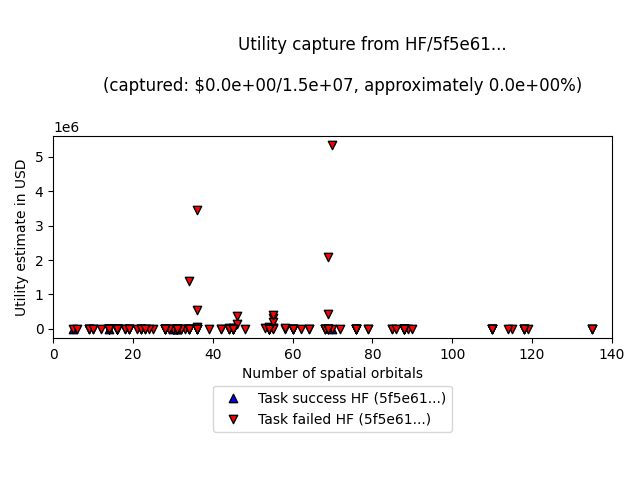 Utility capture from HF/5f5e61...
(captured: $0.0e+00/1.5e+07, approximately 0.0e+00%)
1e6
5
4
3
2
1
0
Utility estimate in USD
0 20 40 60 80 100 120 140
Number of spatial orbitals
Task success HF (5f5e61...)
Task failed HF (5f5e61...)